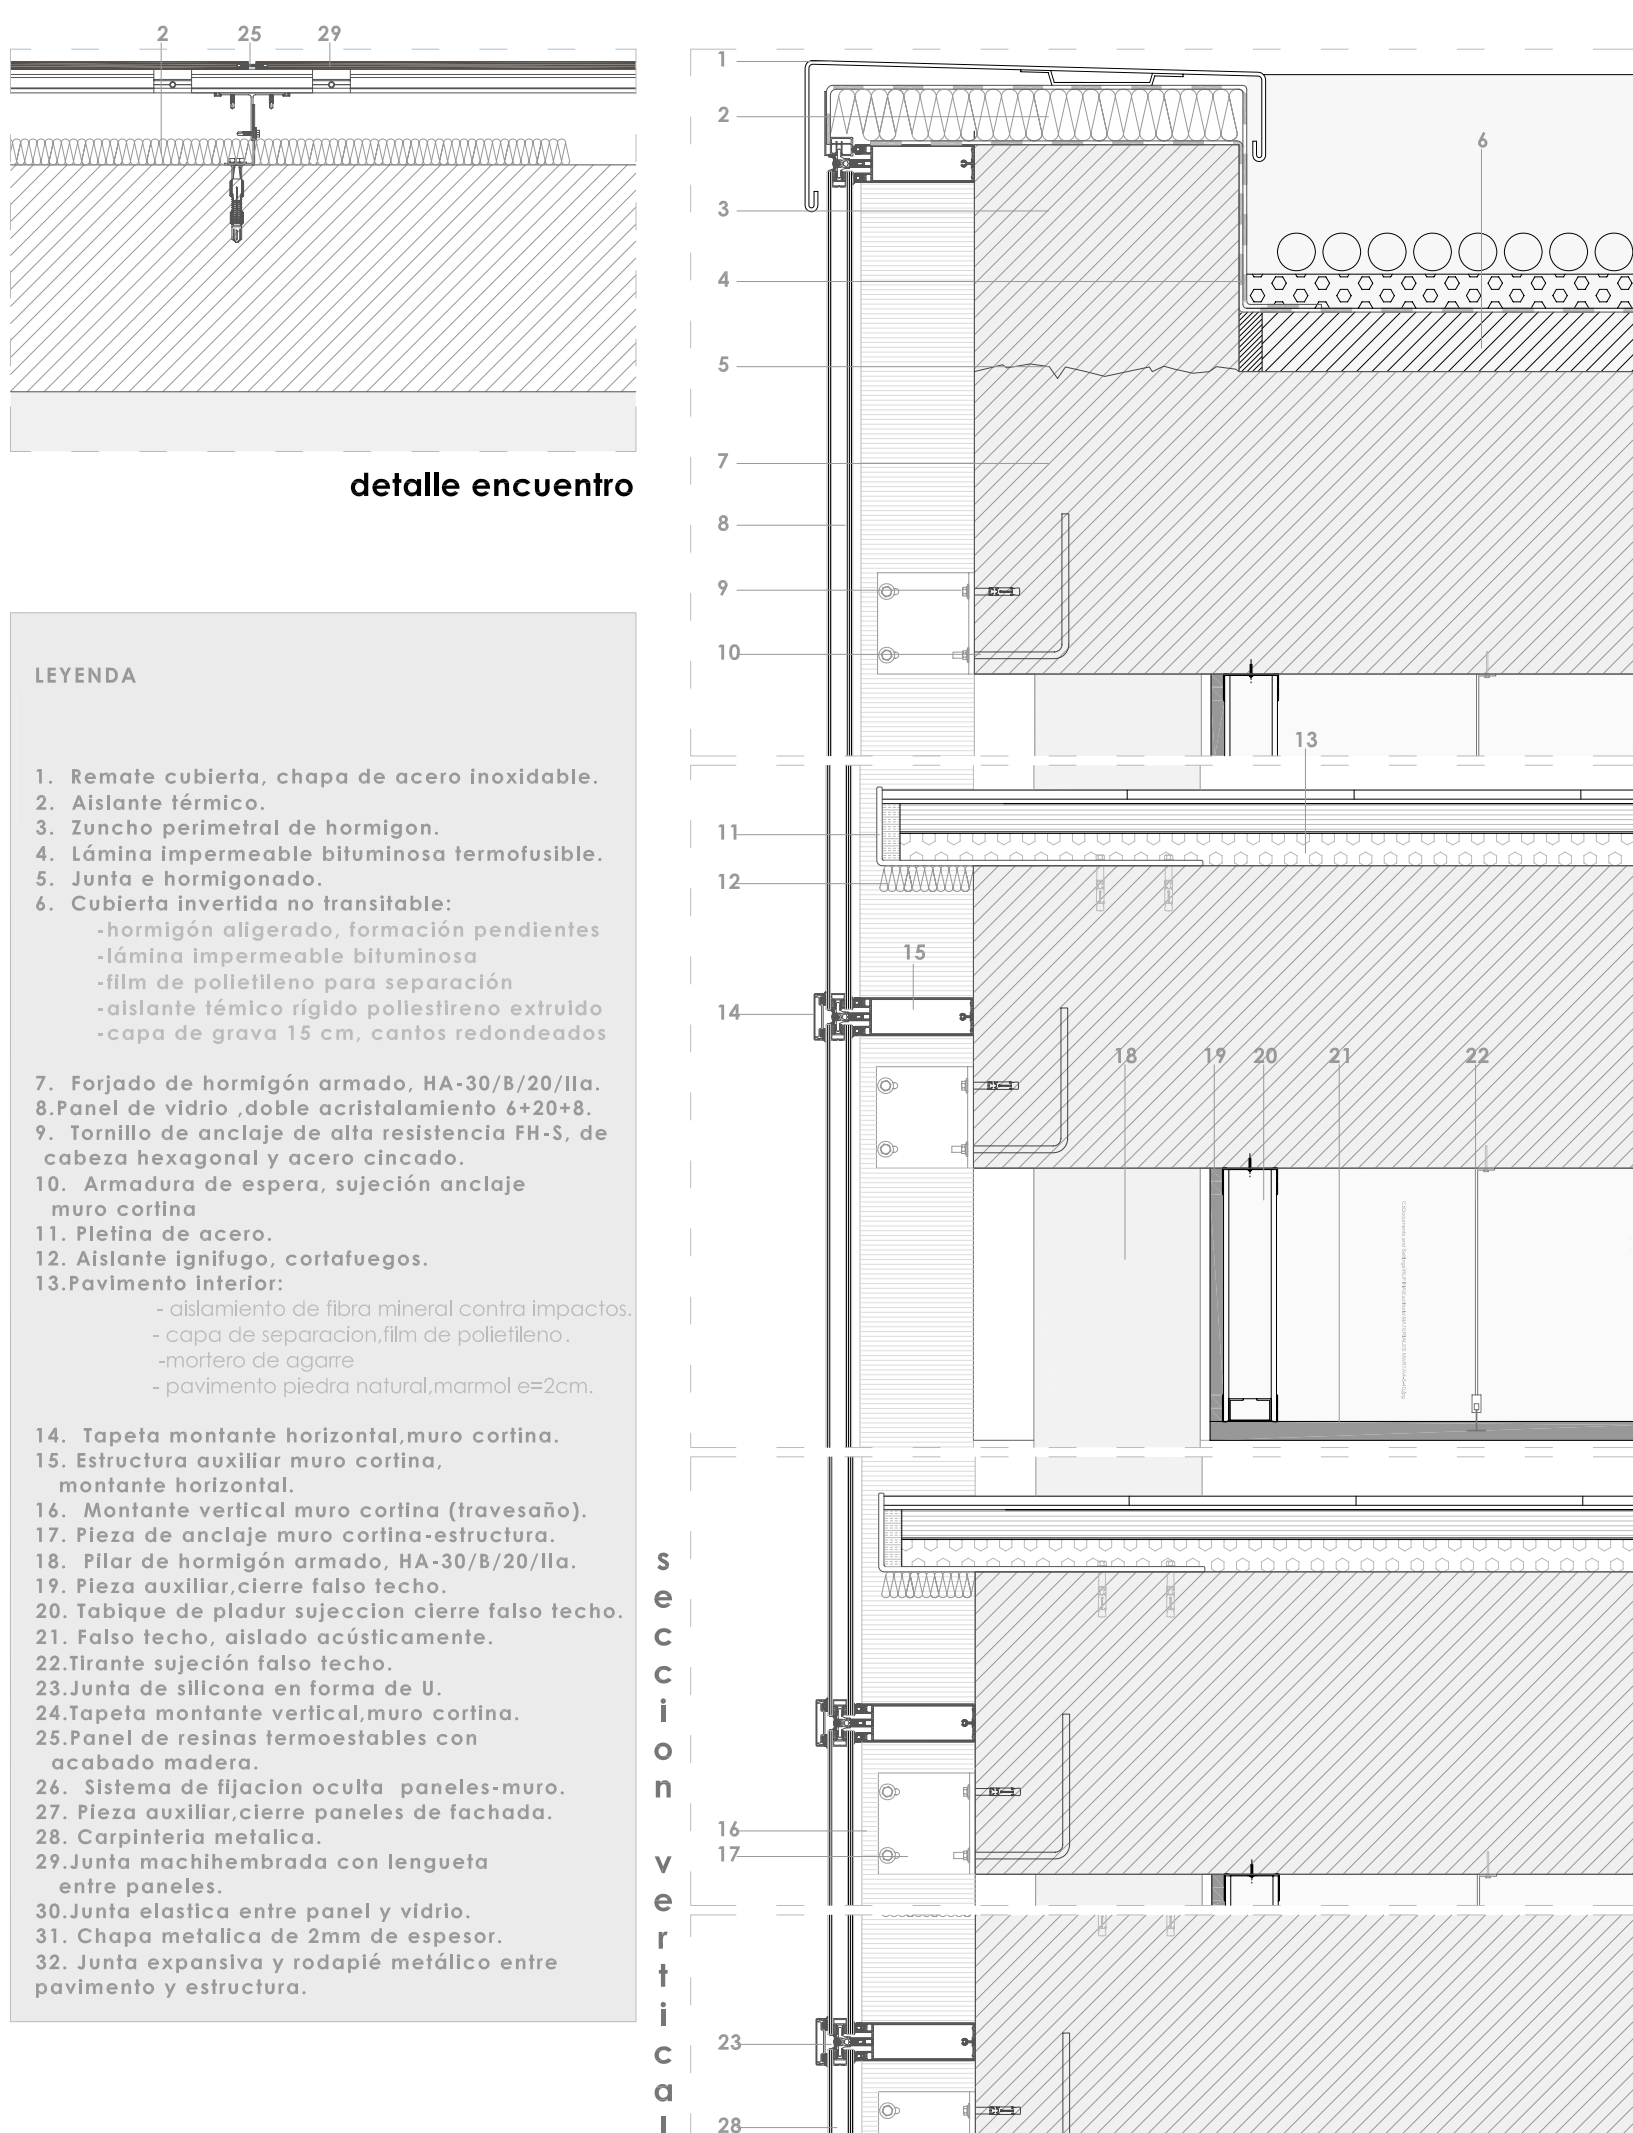 2 25 29
detalle encuentro
LEYENDA
1. Remate cubierta, chapa de acero inoxidable.
2. Aislante térmico.
3. Zuncho perimetral de hormigon.
4. Lámina impermeable bituminosa termofusible.
5. Junta e hormigonado.
6. Cubierta invertida no transitable:
-hormigón aligerado, formación pendientes
-lámina impermeable bituminosa
-film de polietileno para separación
-aislante témico rígido poliestireno extruido
-capa de grava 15 cm, cantos redondeados
7. Forjado de hormigón armado, HA-30/B/20/IIa.
8.Panel de vidrio ,doble acristalamiento 6+20+8.
9. Tornillo de anclaje de alta resistencia FH-S, de
cabeza hexagonal y acero cincado.
10. Armadura de espera, sujeción anclaje
muro cortina
11. Pletina de acero.
12. Aislante ignifugo, cortafuegos.
13.Pavimento interior:
- aislamiento de fibra mineral contra impactos.
- capa de separacion,film de polietileno.
-mortero de agarre
- pavimento piedra natural,marmol e=2cm.
14. Tapeta montante horizontal,muro cortina.
15. Estructura auxiliar muro cortina,
montante horizontal.
16. Montante vertical muro cortina (travesaño).
17. Pieza de anclaje muro cortina-estructura.
18. Pilar de hormigón armado, HA-30/B/20/IIa.
19. Pieza auxiliar,cierre falso techo.
20. Tabique de pladur sujeccion cierre falso techo.
21. Falso techo, aislado acústicamente.
22.Tirante sujeción falso techo.
23.Junta de silicona en forma de U.
24.Tapeta montante vertical,muro cortina.
25.Panel de resinas termoestables con
acabado madera.
26. Sistema de fijacion oculta paneles-muro.
27. Pieza auxiliar,cierre paneles de fachada.
28. Carpinteria metalica.
29.Junta machihembrada con lengueta
entre paneles.
30.Junta elastica entre panel y vidrio.
31. Chapa metalica de 2mm de espesor.
32. Junta expansiva y rodapié metálico entre
pavimento y estructura.
seccion vertical
1
2
6
3
4
5
7
8
9
10
13
11
12
15
14
18 19 20 21 22
16
17
23
28